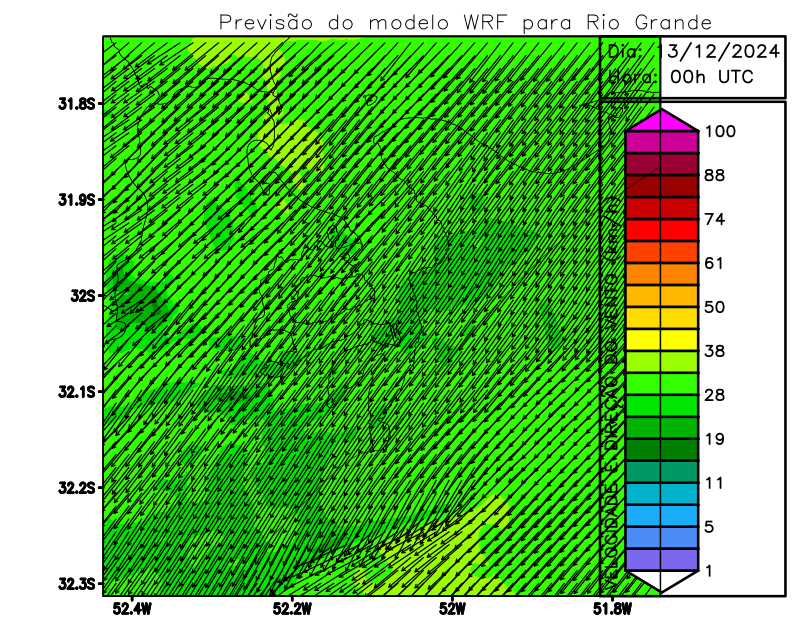 Previsão do modelo WRF para Rio Grande
Dia: 13/12/2024
Hora: 00h UTC
VELOCIDADE E DIREÇÃO DO VENTO (km/h)
100
88
74
61
50
38
28
19
11
5
1
31.8S
31.9S
32S
32.1S
32.2S
32.3S
52.4W
52.2W
52W
51.8W